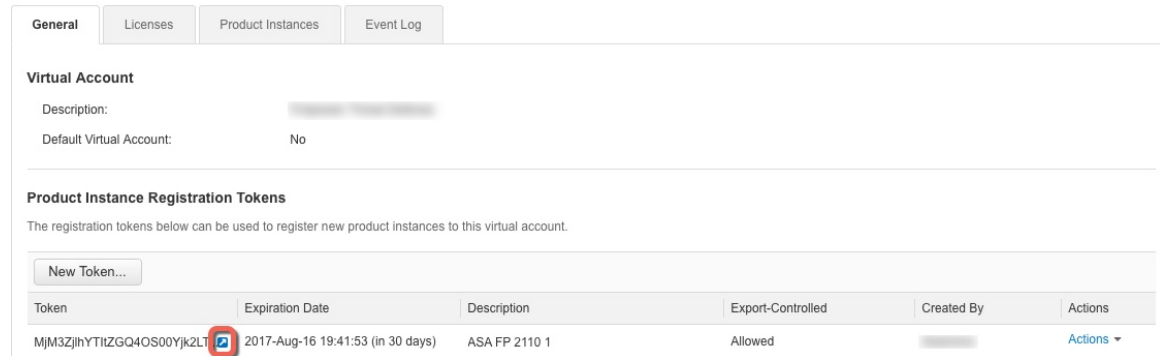 General Licenses Product Instances Event Log
Virtual Account
Description:
Default Virtual Account: No
Product Instance Registration Tokens
The registration tokens below can be used to register new product instances to this virtual account.
New Token...
Token Expiration Date Description Export-Controlled Created By Actions
MjM3ZjlhYTItZGQ4OS00Yjk2LT 2017-Aug-16 19:41:53 (in 30 days) ASA FP 2110 1 Allowed Actions